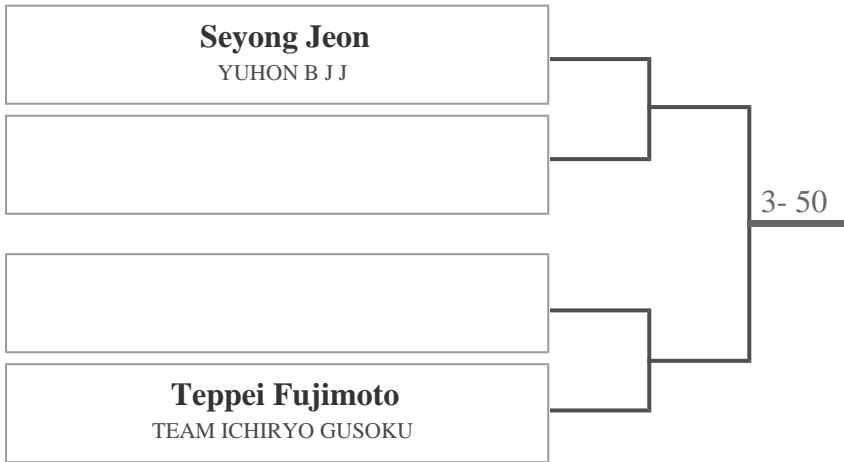 Seyong Jeon
YUHON B J J
3- 50
Teppei Fujimoto
TEAM ICHIRYO GUSOKU